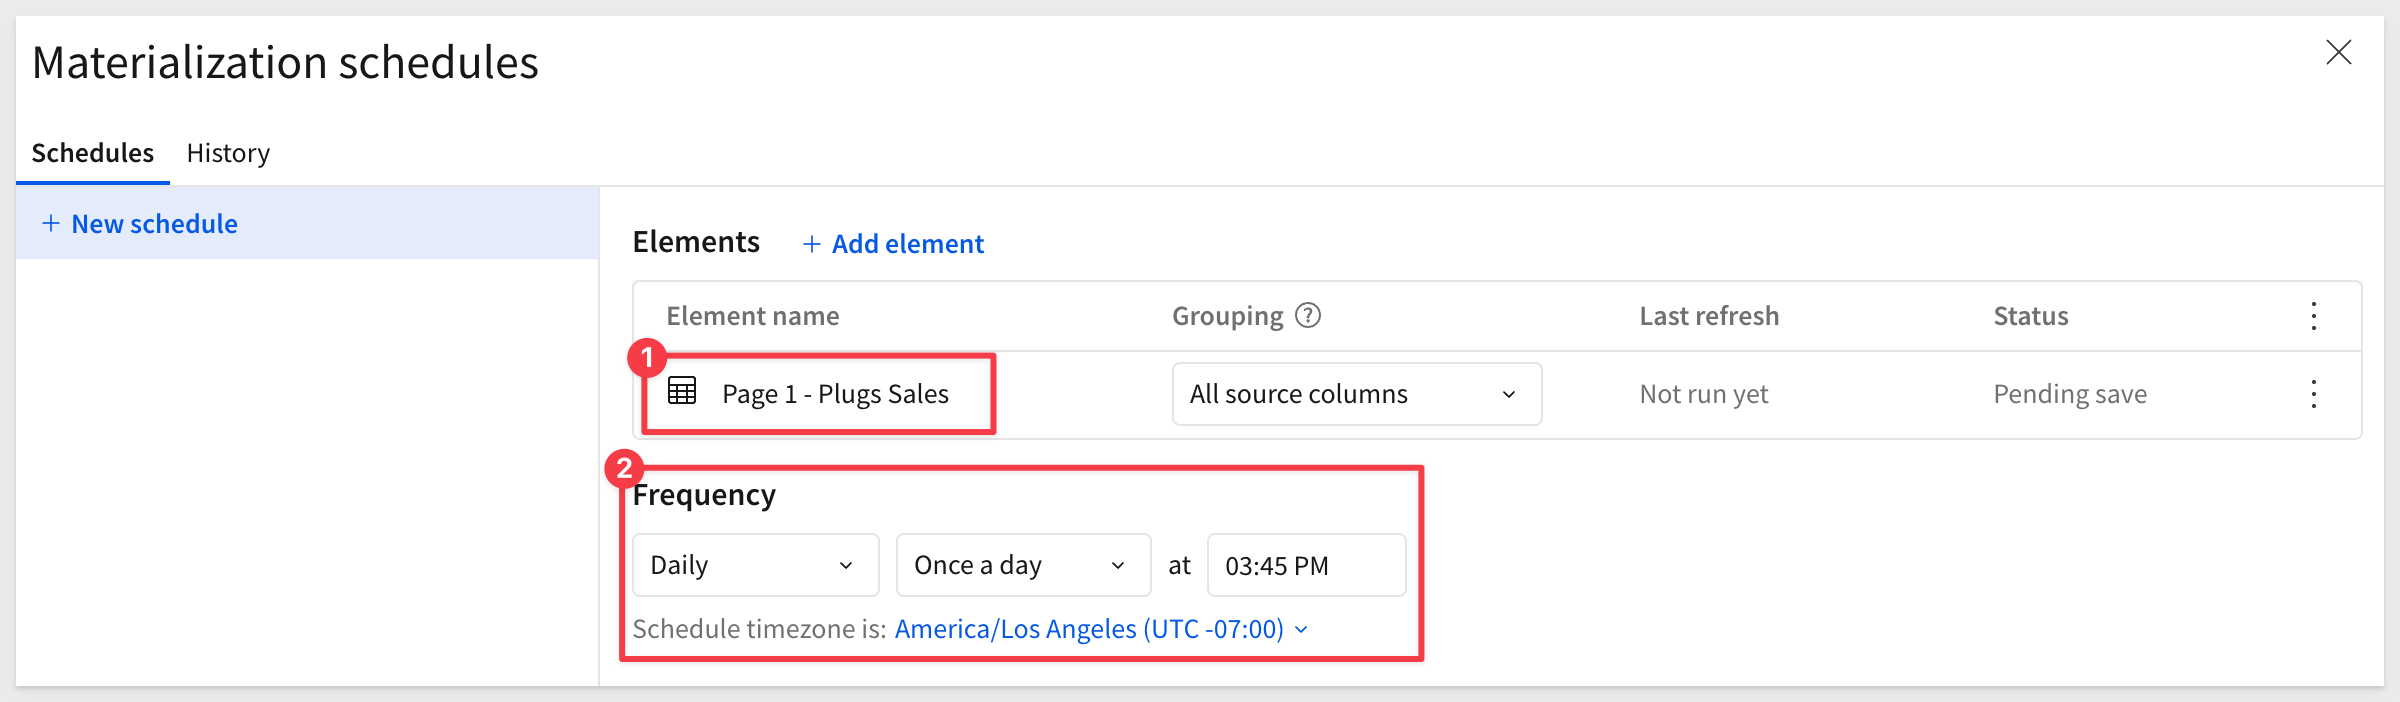 Materialization schedules
Schedules History
+ New schedule
Elements + Add element
Element name Grouping ? Last refresh Status
1
Page 1 - Plugs Sales All source columns Not run yet Pending save
2
Frequency
Daily Once a day at 03:45 PM
Schedule timezone is: America/Los Angeles (UTC -07:00)